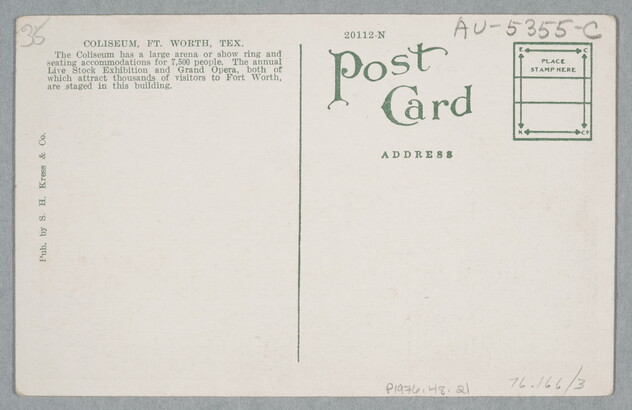 35
COLISEUM, FT. WORTH, TEX.
The Coliseum has a large arena or show ring and
seating accommodations for 7,500 people. The annual
Live Stock Exhibition and Grand Opera, both of
which attract thousands of visitors to Fort Worth,
are staged in this building.
Pub. by S. H. Kress & Co.
20112-N
Post
Card
ADDRESS
AU-5355-C
E C
PLACE
STAMP HERE
K Co
P1976.48.21
76.166/3